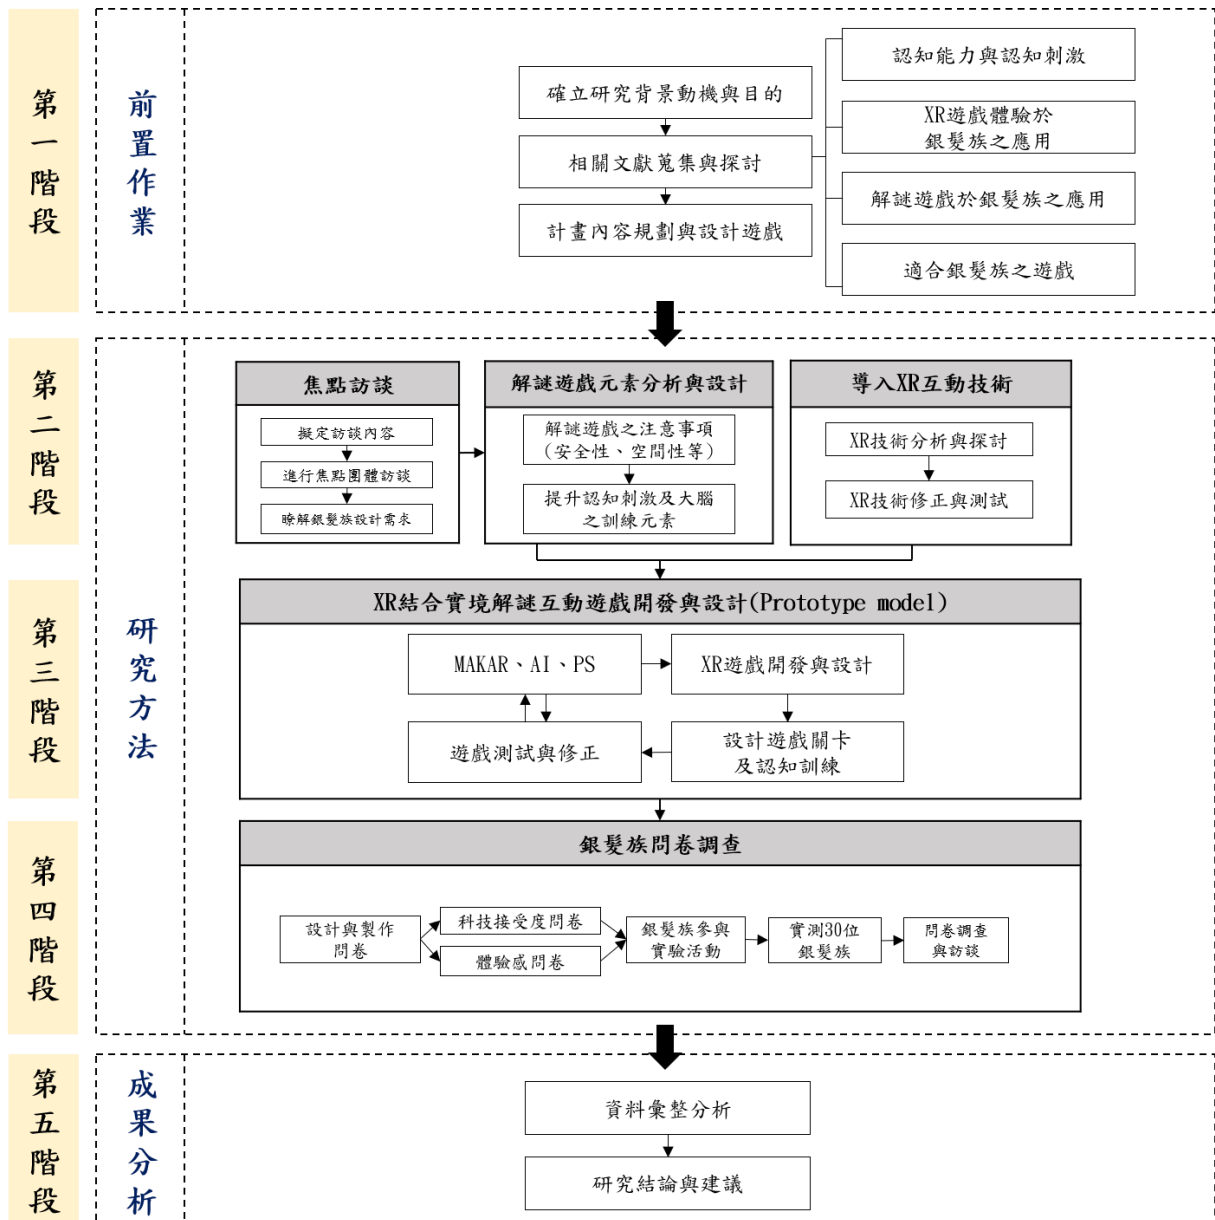 第一階段
前置作業
確立研究背景動機與目的
相關文獻蒐集與探討
計畫內容規劃與設計遊戲
認知能力與認知刺激
XR遊戲體驗於
銀髮族之應用
解謎遊戲於銀髮族之應用
適合銀髮族之遊戲
第二階段
研究方法
焦點訪談
擬定訪談內容
進行焦點團體訪談
瞭解銀髮族設計需求
解謎遊戲元素分析與設計
解謎遊戲之注意事項
(安全性、空間性等)
提升認知刺激及大腦
之訓練元素
導入XR互動技術
XR技術分析與探討
XR技術修正與測試
第三階段
XR結合實境解謎互動遊戲開發與設計(Prototype model)
MAKAR、AI、PS
XR遊戲開發與設計
遊戲測試與修正
設計遊戲關卡
及認知訓練
第四階段
銀髮族問卷調查
設計與製作
問卷
科技接受度問卷
體驗感問卷
銀髮族參與
實驗活動
實測30位
銀髮族
問卷調查
與訪談
第五階段
成果分析
資料彙整分析
研究結論與建議